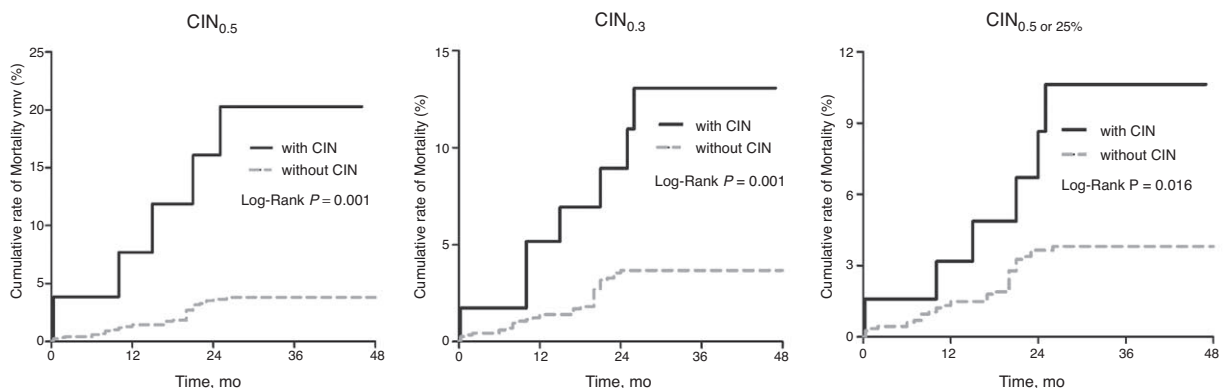 CIN0.5
Cumulative rate of Mortality vmv (%)
25
20
15
10
5
0
with CIN
without CIN
Log-Rank P = 0.001
0 12 24 36 48
Time, mo
CIN0.3
Cumulative rate of Mortality (%)
15
10
5
0
with CIN
without CIN
Log-Rank P = 0.001
0 12 24 36 48
Time, mo
CIN0.5 or 25%
Cumulative rate of Mortality (%)
12
9
6
3
0
with CIN
without CIN
Log-Rank P = 0.016
0 12 24 36 48
Time, mo